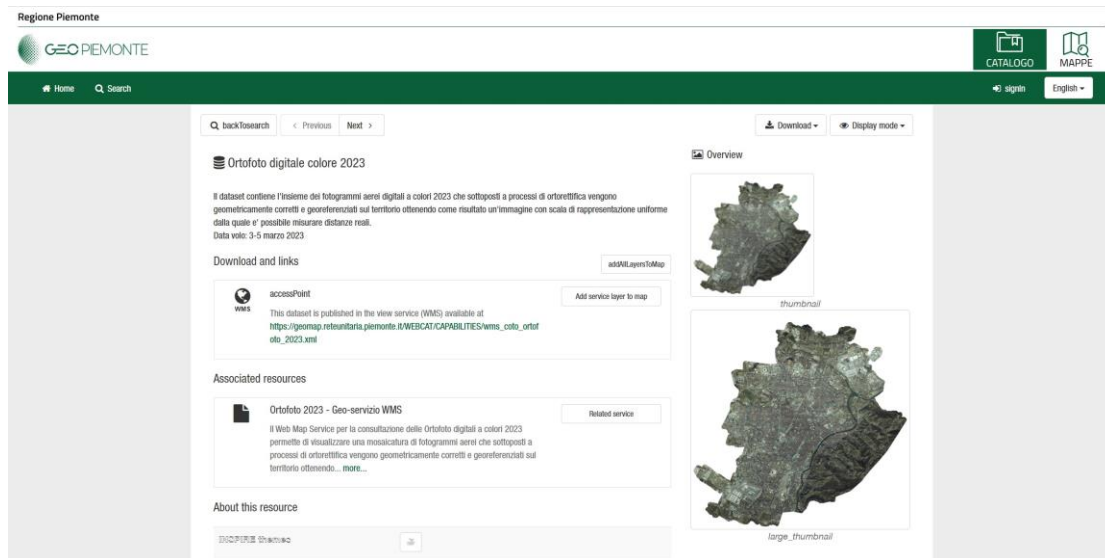 Regione Piemonte
GEOPIEMONTE
CATALOGO
MAPPE
Home
Search
signIn
English
backTosearch
Previous
Next
Download
Display mode
Ortofoto digitale colore 2023
Il dataset contiene l'insieme dei fotogrammi aerei digitali a colori 2023 che sottoposti a processi di ortorettifica vengono
geometricamente corretti e georeferenziati sul territorio ottenendo come risultato un'immagine con scala di rappresentazione uniforme
dalla quale e' possibile misurare distanze reali.
Data volo: 3-5 marzo 2023
Overview
thumbnail
large_thumbnail
Download and links
addAllLayersToMap
WMS
accessPoint
Add service layer to map
This dataset is published in the view service (WMS) available at
https://geomap.reteunitaria.piemonte.it/WEBCAT/CAPABILITIES/wms_coto_ortof
oto_2023.xml
Associated resources
Ortofoto 2023 - Geo-servizio WMS
Related service
Il Web Map Service per la consultazione delle Ortofoto digitali a colori 2023
permette di visualizzare una mosaicatura di fotogrammi aerei che sottoposti a
processi di ortorettifica vengono geometricamente corretti e georeferenziati sul
territorio ottenendo... more...
About this resource
INSPIRE themes